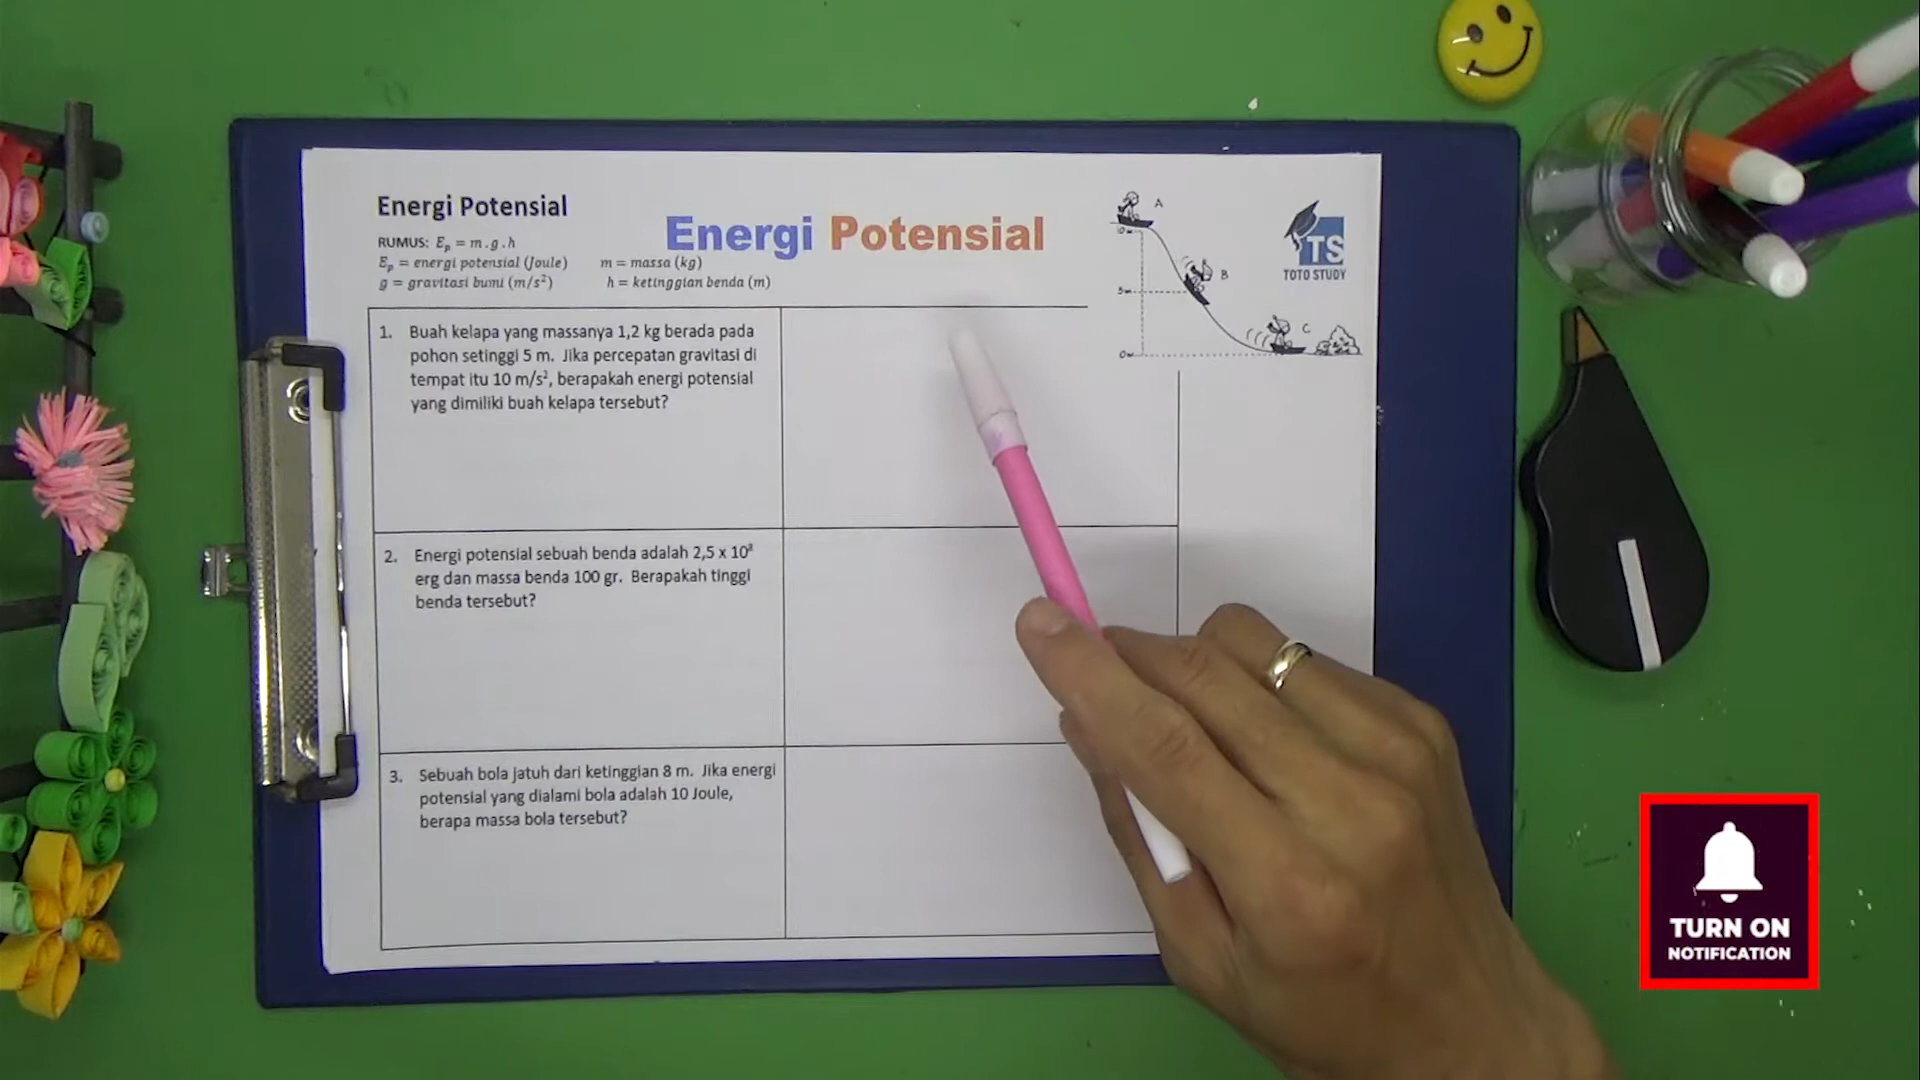 Energi Potensial
RUMUS: Eₚ = m . g . h
Eₚ = energi potensial (Joule) m = massa (kg)
g = gravitasi bumi (m/s²) h = ketinggian benda (m)
Energi Potensial
A
10 m
B
5 m
C
0 m
TS
TOTO STUDY
1. Buah kelapa yang massanya 1,2 kg berada pada
pohon setinggi 5 m. Jika percepatan gravitasi di
tempat itu 10 m/s², berapakah energi potensial
yang dimiliki buah kelapa tersebut?
2. Energi potensial sebuah benda adalah 2,5 x
erg dan massa benda 100 gr. Berapakah tinggi
benda tersebut?
3. Sebuah bola jatuh dari ketinggian 8 m. Jika energi
potensial yang dialami bola adalah 10 Joule,
berapa massa bola tersebut?
TURN ON
NOTIFICATION